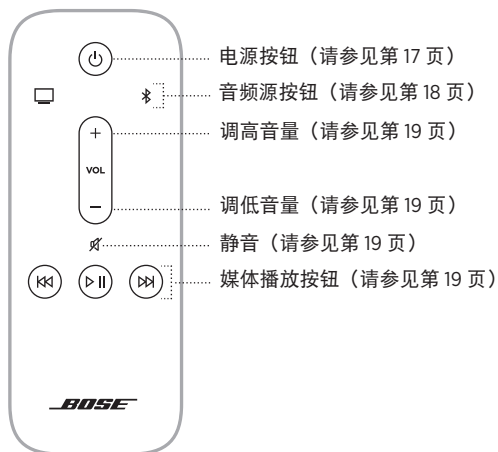 电源按钮（请参见第 17 页）
音频源按钮（请参见第 18 页）
调高音量（请参见第 19 页）
VOL
调低音量（请参见第 19 页）
静音（请参见第 19 页）
媒体播放按钮（请参见第 19 页）
BOSE